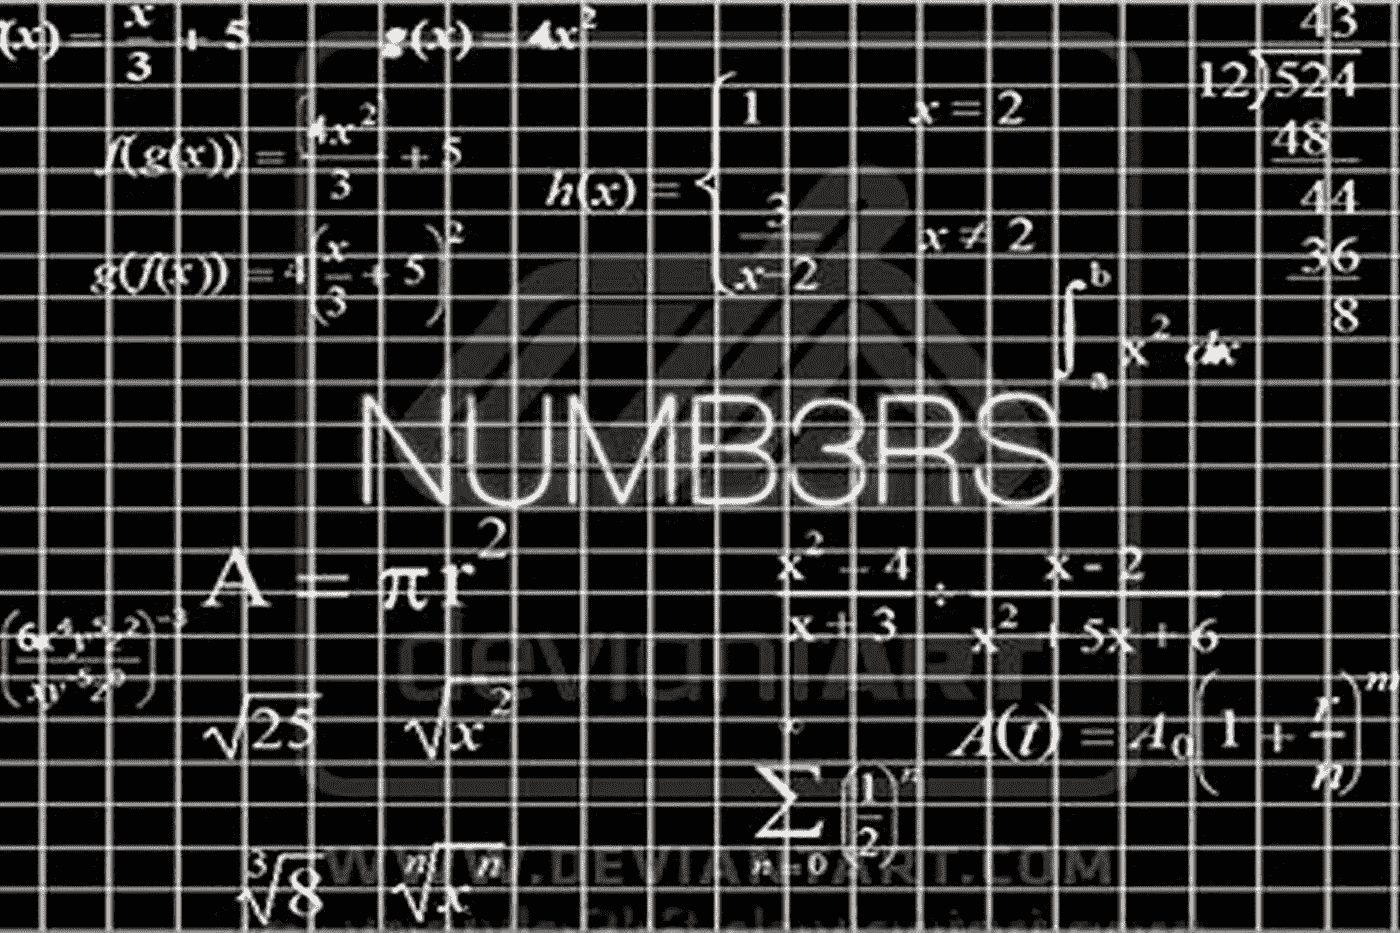 f(x) = x/3 + 5
g(x) = 4x²
f(g(x)) = 4x²/3 + 5
g(f(x)) = 4(x/3 + 5)²
h(x) = { 1 x = 2
3/(x-2) x ≠ 2
43
12)524
48
44
36
8
∫ₐᵇ x² dx
NUMB3RS
A = πr²
(x² - 4)/(x + 3) ÷ (x - 2)/(x² + 5x + 6)
√25
√x²
A(t) = A₀(1 + r/n)
∞
∑ (1/2)ⁿ
n=0
³√8
ⁿ√xⁿ
deviantART
WWW.DEVIANTART.COM